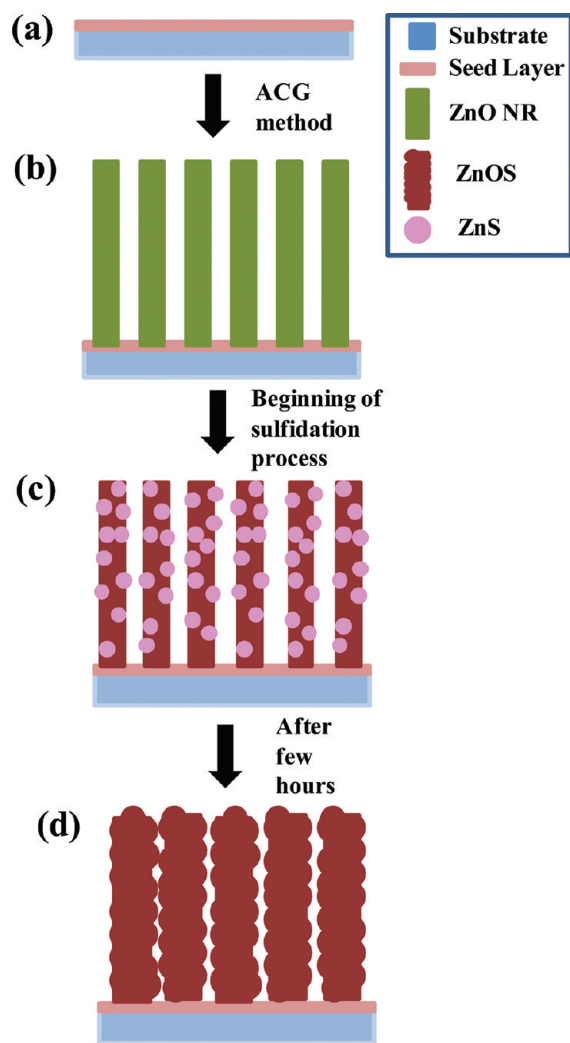 (a)
Substrate
Seed Layer
ZnO NR
ZnOS
ZnS
ACG
method
(b)
Beginning of
sulfidation
process
(c)
After
few
hours
(d)